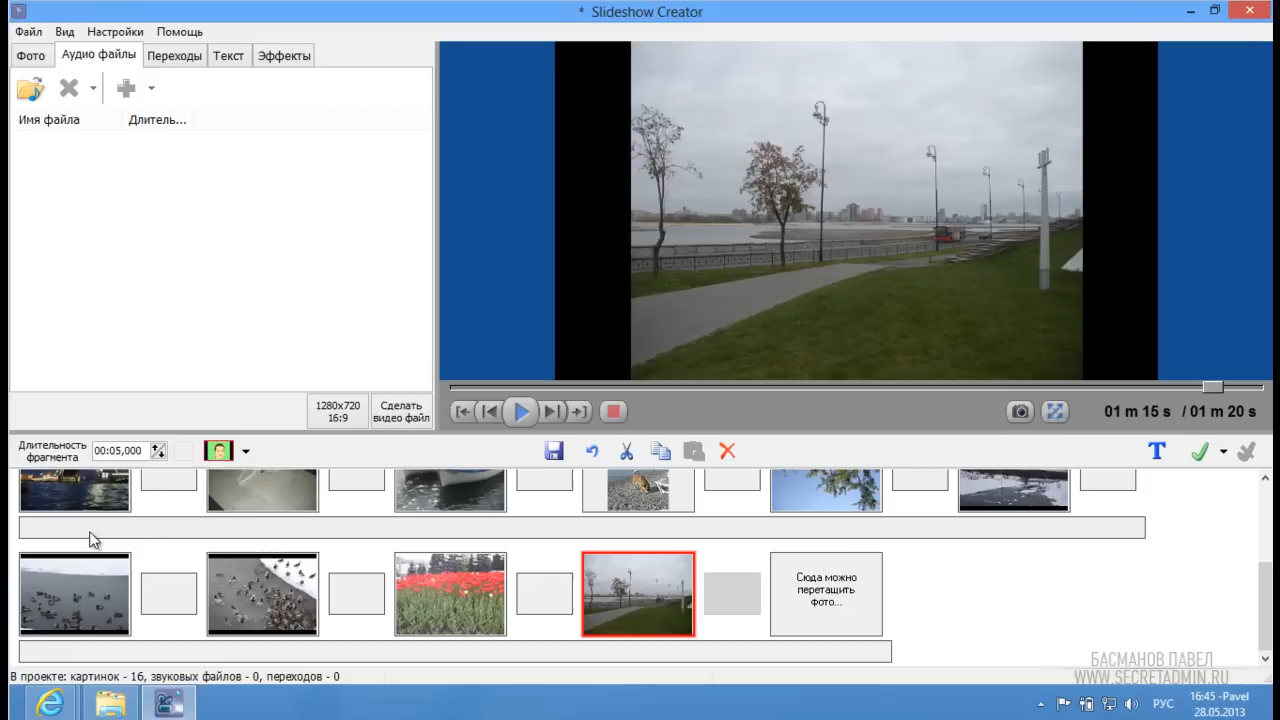 * Slideshow Creator
Файл Вид Настройки Помощь
Фото Аудио файлы Переходы Текст Эффекты
Имя файла Длитель...
1280x720
16:9
Сделать
видео файл
01 m 15 s / 01 m 20 s
Длительность
фрагмента
00:05,000
T
Сюда можно
перетащить
фото...
В проекте: картинок - 16, звуковых файлов - 0, переходов - 0
БАСМАНОВ ПАВЕЛ
WWW.SECRETADMIN.RU
РУС
16:45 -Pavel
28.05.2013